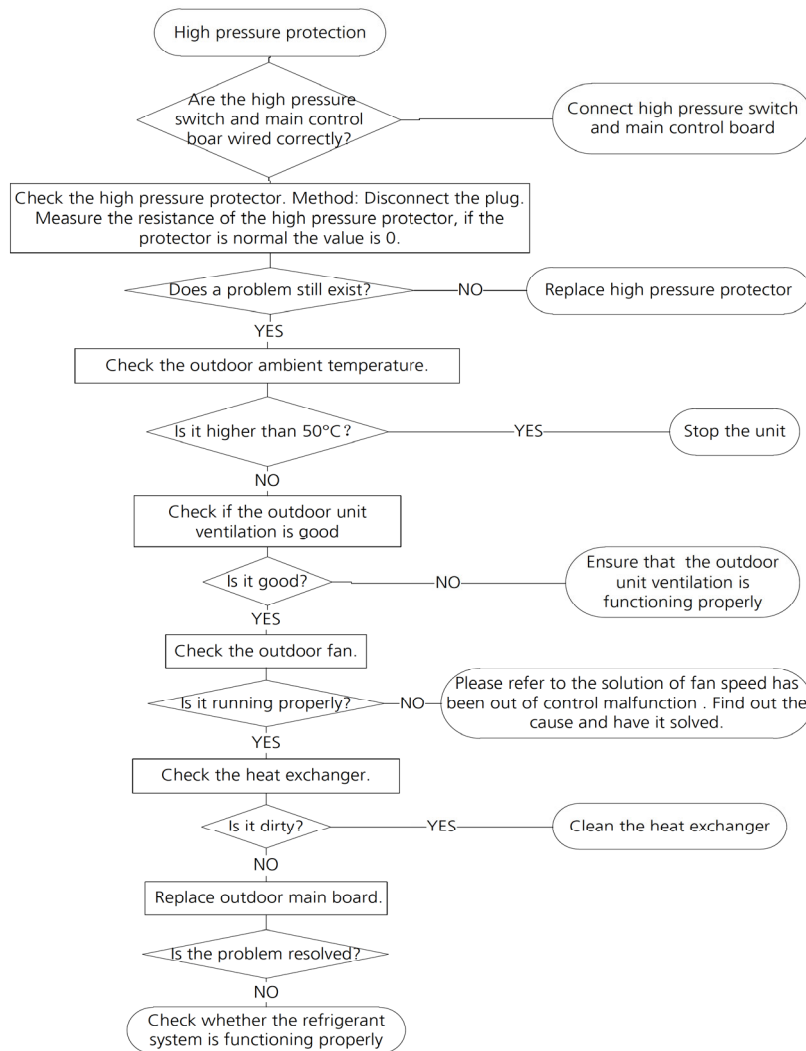 High pressure protection
Are the high pressure
switch and main control
boar wired correctly?
Connect high pressure switch
and main control board
Check the high pressure protector. Method: Disconnect the plug.
Measure the resistance of the high pressure protector, if the
protector is normal the value is 0.
Does a problem still exist?
NO
Replace high pressure protector
YES
Check the outdoor ambient temperature.
Is it higher than 50°C?
YES
Stop the unit
NO
Check if the outdoor unit
ventilation is good
Is it good?
NO
Ensure that the outdoor
unit ventilation is
functioning properly
YES
Check the outdoor fan.
Is it running properly?
NO
Please refer to the solution of fan speed has
been out of control malfunction . Find out the
cause and have it solved.
YES
Check the heat exchanger.
Is it dirty?
YES
Clean the heat exchanger
NO
Replace outdoor main board.
Is the problem resolved?
NO
Check whether the refrigerant
system is functioning properly